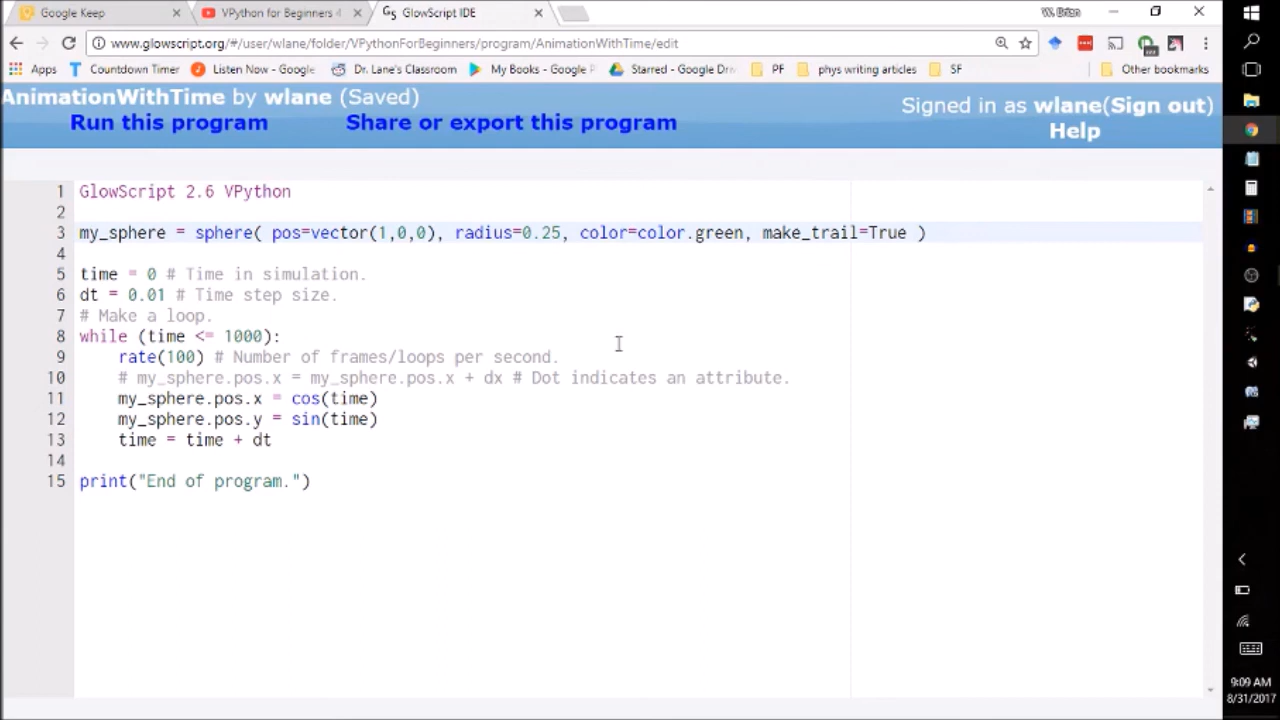 Google Keep
VPython for Beginners 4
GlowScript IDE
W. Brian
www.glowscript.org/#/user/wlane/folder/VPythonForBeginners/program/AnimationWithTime/edit
Apps
Countdown Timer
Listen Now - Google
Dr. Lane's Classroom
My Books - Google P
Starred - Google Driv
PF
phys writing articles
SF
Other bookmarks
AnimationWithTime by wlane (Saved)
Signed in as wlane(Sign out)
Run this program
Share or export this program
Help
1 GlowScript 2.6 VPython
2
3 my_sphere = sphere( pos=vector(1,0,0), radius=0.25, color=color.green, make_trail=True )
4
5 time = 0 # Time in simulation.
6 dt = 0.01 # Time step size.
7 # Make a loop.
8 while (time <= 1000):
9 rate(100) # Number of frames/loops per second.
10 # my_sphere.pos.x = my_sphere.pos.x + dx # Dot indicates an attribute.
11 my_sphere.pos.x = cos(time)
12 my_sphere.pos.y = sin(time)
13 time = time + dt
14
15 print("End of program.")
9:09 AM
8/31/2017